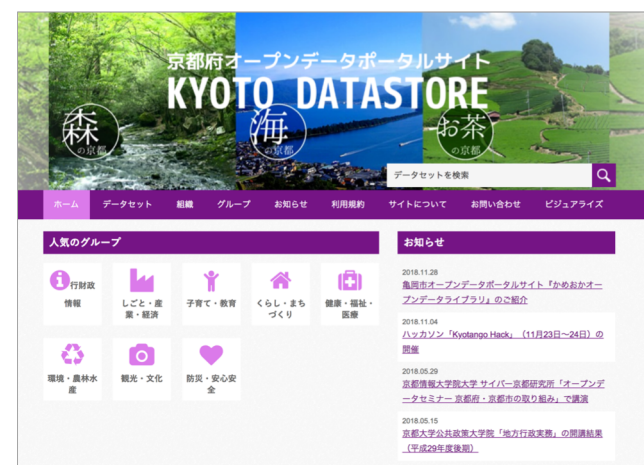 京都府オープンデータポータルサイト
KYOTO DATASTORE
森
の京都
海
の京都
お茶
の京都
データセットを検索
ホーム
データセット
組織
グループ
お知らせ
利用規約
サイトについて
お問い合わせ
ビジュアライズ
人気のグループ
行財政
情報
しごと・産
業・経済
子育て・教育
くらし・まち
づくり
健康・福祉・
医療
環境・農林水
産
観光・文化
防災・安心安
全
お知らせ
2018.11.28
亀岡市オープンデータポータルサイト『かめおかオー
プンデータライブラリ』のご紹介
2018.11.04
ハッカソン「Kyotango Hack」（11月23日〜24日）の
開催
2018.05.29
京都情報大学院大学 サイバー京都研究所「オープンデ
ータセミナー 京都府・京都市の取り組み」で講演
2018.05.15
京都大学公共政策大学院「地方行政実務」の開講結果
（平成29年度後期）